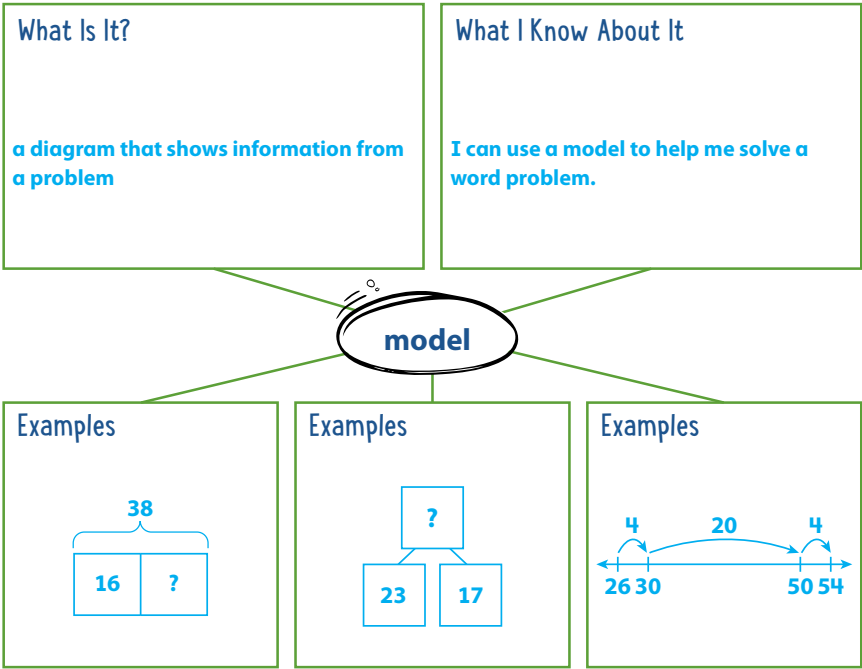 What Is It?
a diagram that shows information from
a problem
What I Know About It
I can use a model to help me solve a
word problem.
model
Examples
38
16 ?
Examples
?
23 17
Examples
4 20 4
26 30 50 54